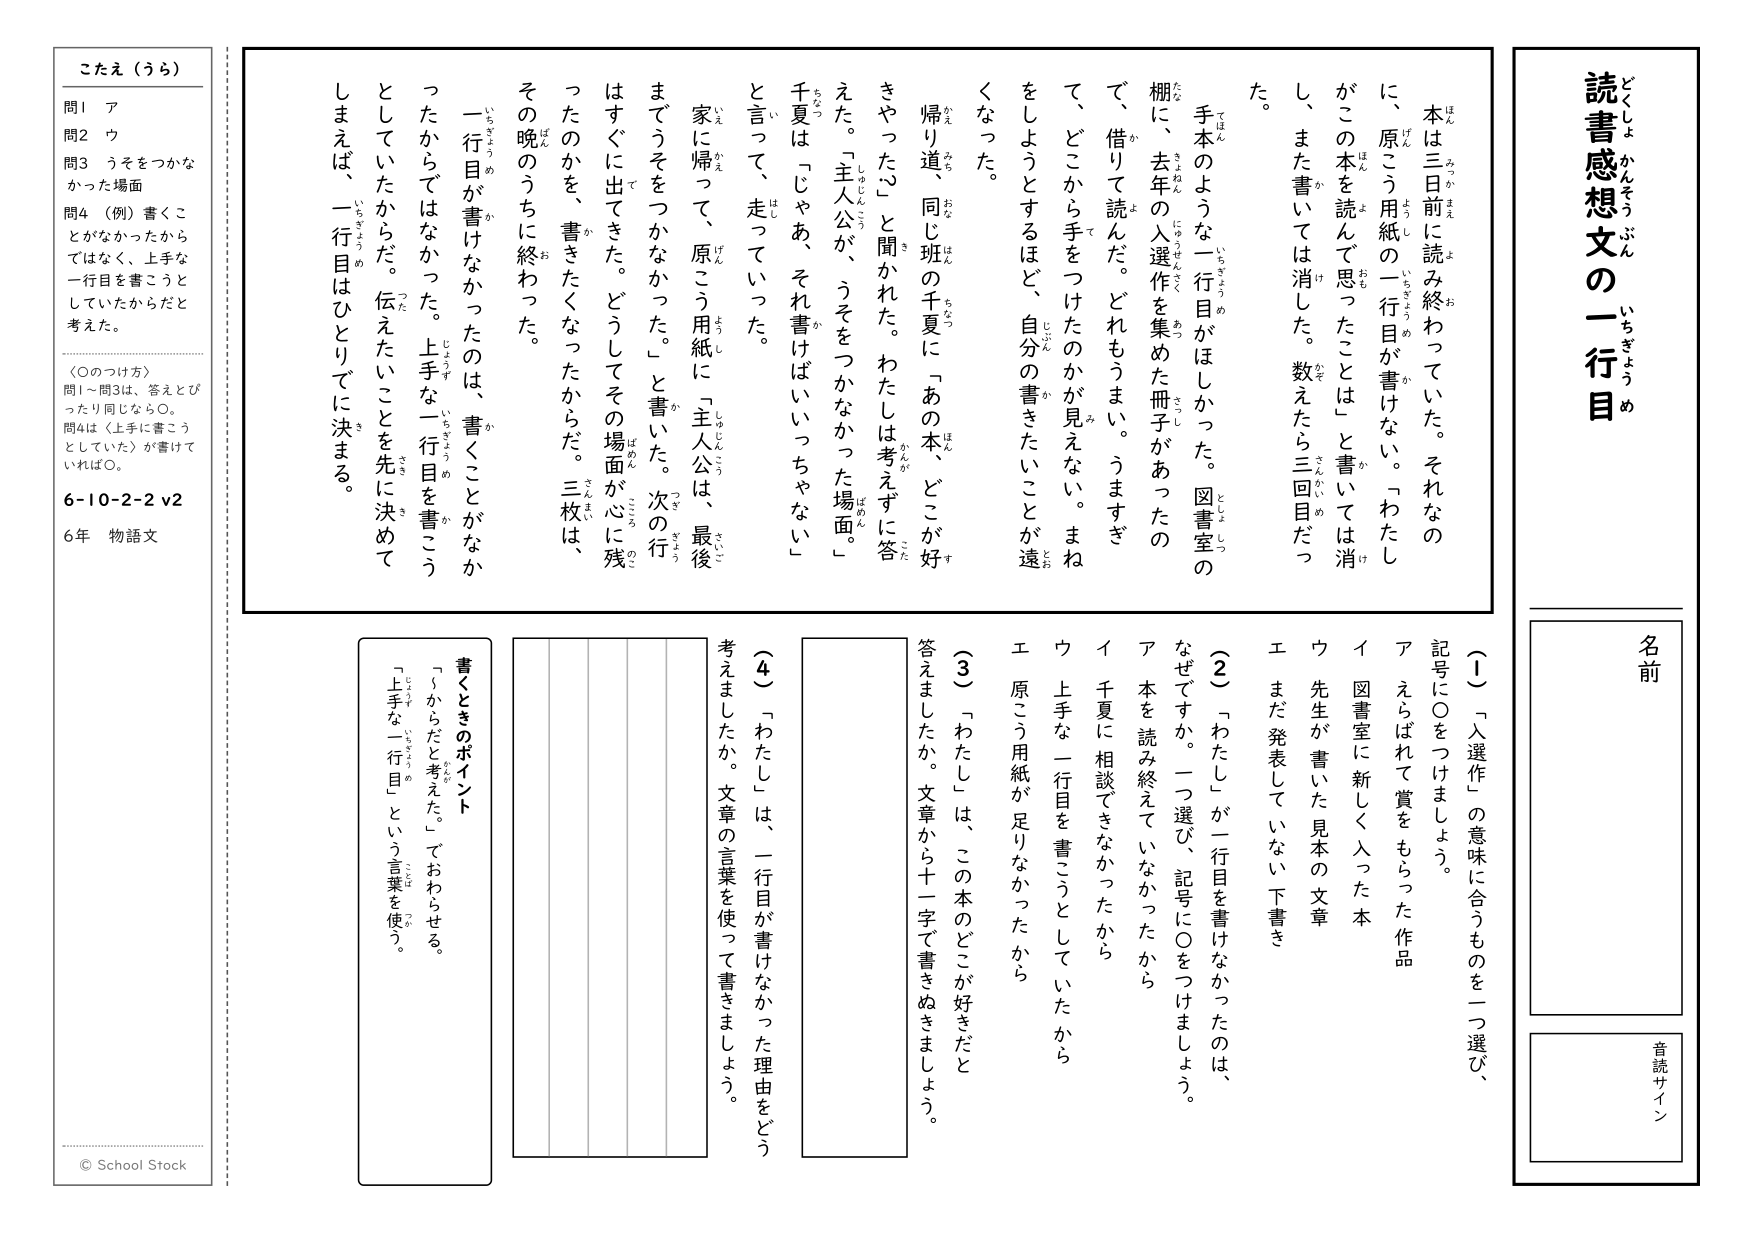 読書感想文の一行目
どくしょ かんそう ぶん いちぎょう め
名前
音読サイン
本は三日前に読み終わっていた。それなの
に、原こう用紙の一行目が書けない。「わたし
がこの本を読んで思ったことは」と書いては消
し、また書いては消した。数えたら三回目だっ
た。
手本のような一行目がほしかった。図書室の
棚に、去年の入選作を集めた冊子があったの
で、借りて読んだ。どれもうまい。うますぎ
て、どこから手をつけたのかが見えない。まね
をしようとするほど、自分の書きたいことが遠
くなった。
帰り道、同じ班の千夏に「あの本、どこが好
きやった?」と聞かれた。わたしは考えずに答
えた。「主人公が、うそをつかなかった場面。」
千夏は「じゃあ、それ書けばいいっちゃない」
と言って、走っていった。
家に帰って、原こう用紙に「主人公は、最後
までうそをつかなかった。」と書いた。次の行
はすぐに出てきた。どうしてその場面が心に残
ったのかを、書きたくなったからだ。三枚は、
その晩のうちに終わった。
一行目が書けなかったのは、書くことがなか
ったからではなかった。上手な一行目を書こう
としていたからだ。伝えたいことを先に決めて
しまえば、一行目はひとりでに決まる。
(1)「入選作」の意味に合うものを一つ選び、
記号に○をつけましょう。
ア えらばれて賞を もらった 作品
イ 図書室に 新しく 入った 本
ウ 先生が 書いた 見本の 文章
エ まだ 発表して いない 下書き
(2)「わたし」が一行目を書けなかったのは、
なぜですか。一つ選び、記号に○をつけましょう。
ア 本を 読み終えて いなかった から
イ 千夏に 相談できなかった から
ウ 上手な 一行目を 書こうと して いた から
エ 原こう用紙が 足りなかった から
(3)「わたし」は、この本のどこが好きだと
答えましたか。文章から十一字で書きぬきましょう。
(4)「わたし」は、一行目が書けなかった理由をどう
考えましたか。文章の言葉を使って書きましょう。
書くときのポイント
「〜からだと考えた。」でおわらせる。
「上手な一行目」という言葉を使う。
こたえ(うら)
問1 ア
問2 ウ
問3 うそをつかな
かった場面
問4 (例)書くこ
とがなかったから
ではなく、上手な
一行目を書こうと
していたからだと
考えた。
〈○のつけ方〉
問1〜問3は、答えとぴ
ったり同じなら○。
問4は〈上手に書こう
としていた〉が書けて
いれば○。
6-10-2-2 v2
6年 物語文
© School Stock